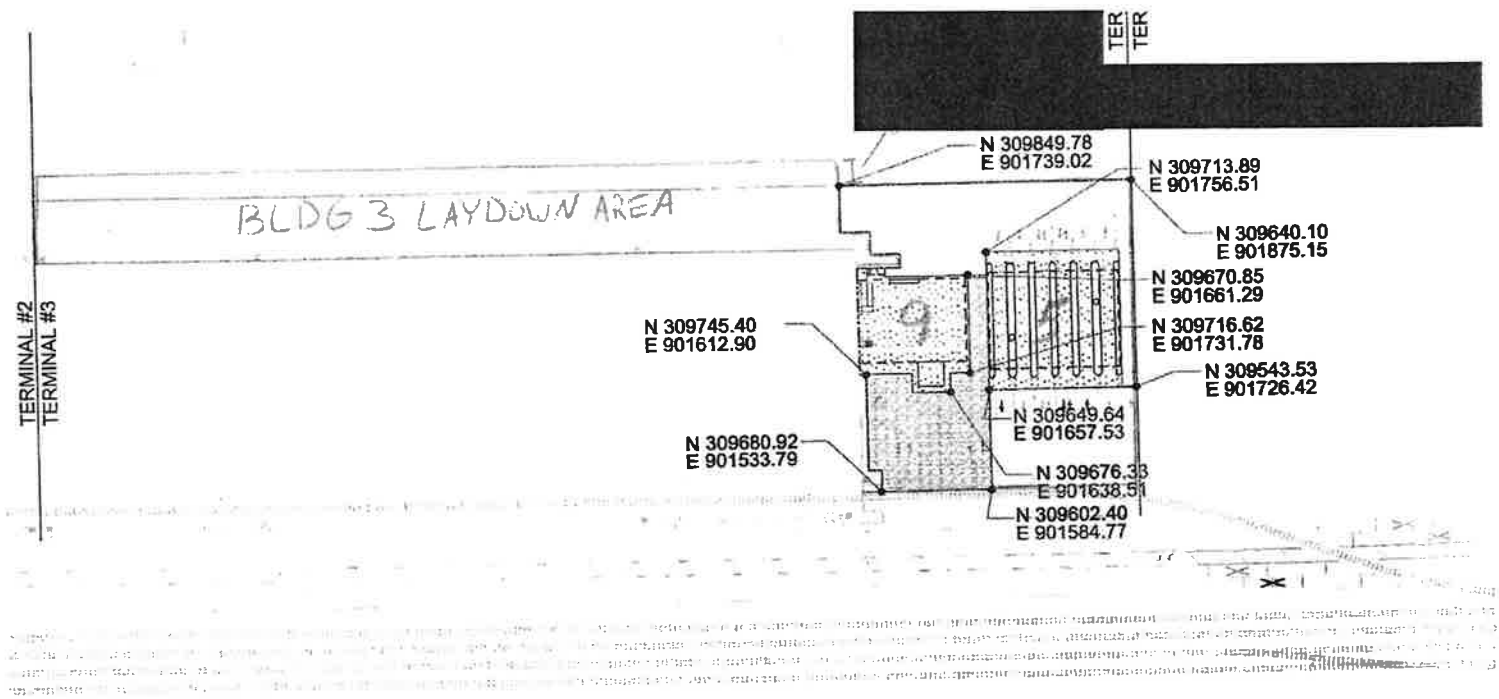 TER
TER
N 309849.78
E 901739.02
N 309713.89
E 901756.51
BLDG 3 LAYDOWN AREA
N 309640.10
E 901875.15
N 309670.85
E 901661.29
TERMINAL #2
TERMINAL #3
N 309745.40
E 901612.90
9
5
N 309716.62
E 901731.78
N 309543.53
E 901726.42
N 309649.64
E 901657.53
N 309680.92
E 901533.79
N 309676.33
E 901638.51
N 309602.40
E 901584.77